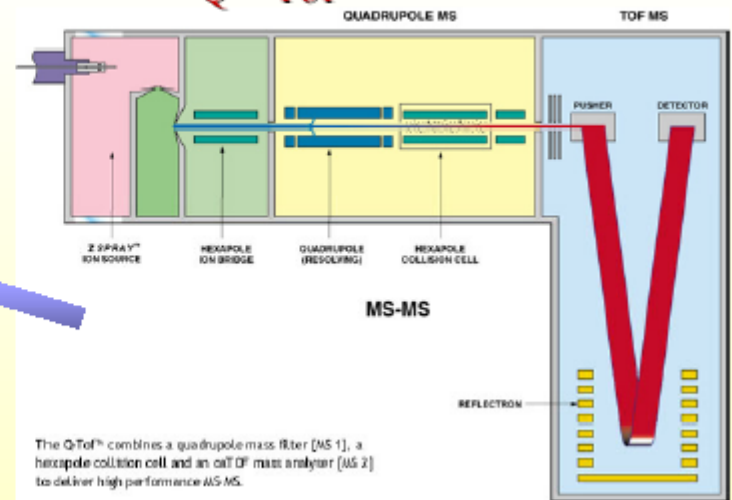 Q-Tof
QUADRUPOLE MS
TOF MS
PUSHER
DETECTOR
Z SPRAY™
ION SOURCE
HEXAPOLE
ION BRIDGE
QUADRUPOLE
(RESOLVING)
HEXAPOLE
COLLISION CELL
MS-MS
REFLECTRON
The Q-Tof™ combines a quadrupole mass filter [MS 1], a
hexapole collision cell and an oaTOF mass analyser [MS 2]
to deliver high performance MS-MS.